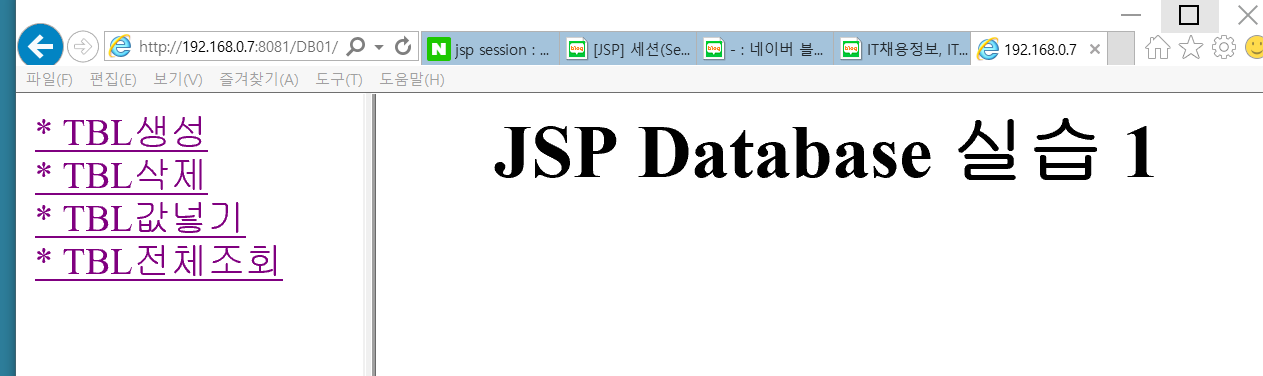 http://192.168.0.7:8081/DB01/
jsp session : ...
[JSP] 세션(Se...
- : 네이버 블...
IT채용정보, IT...
192.168.0.7
파일(F) 편집(E) 보기(V) 즐겨찾기(A) 도구(T) 도움말(H)
* TBL생성
* TBL삭제
* TBL값넣기
* TBL전체조회
JSP Database 실습 1